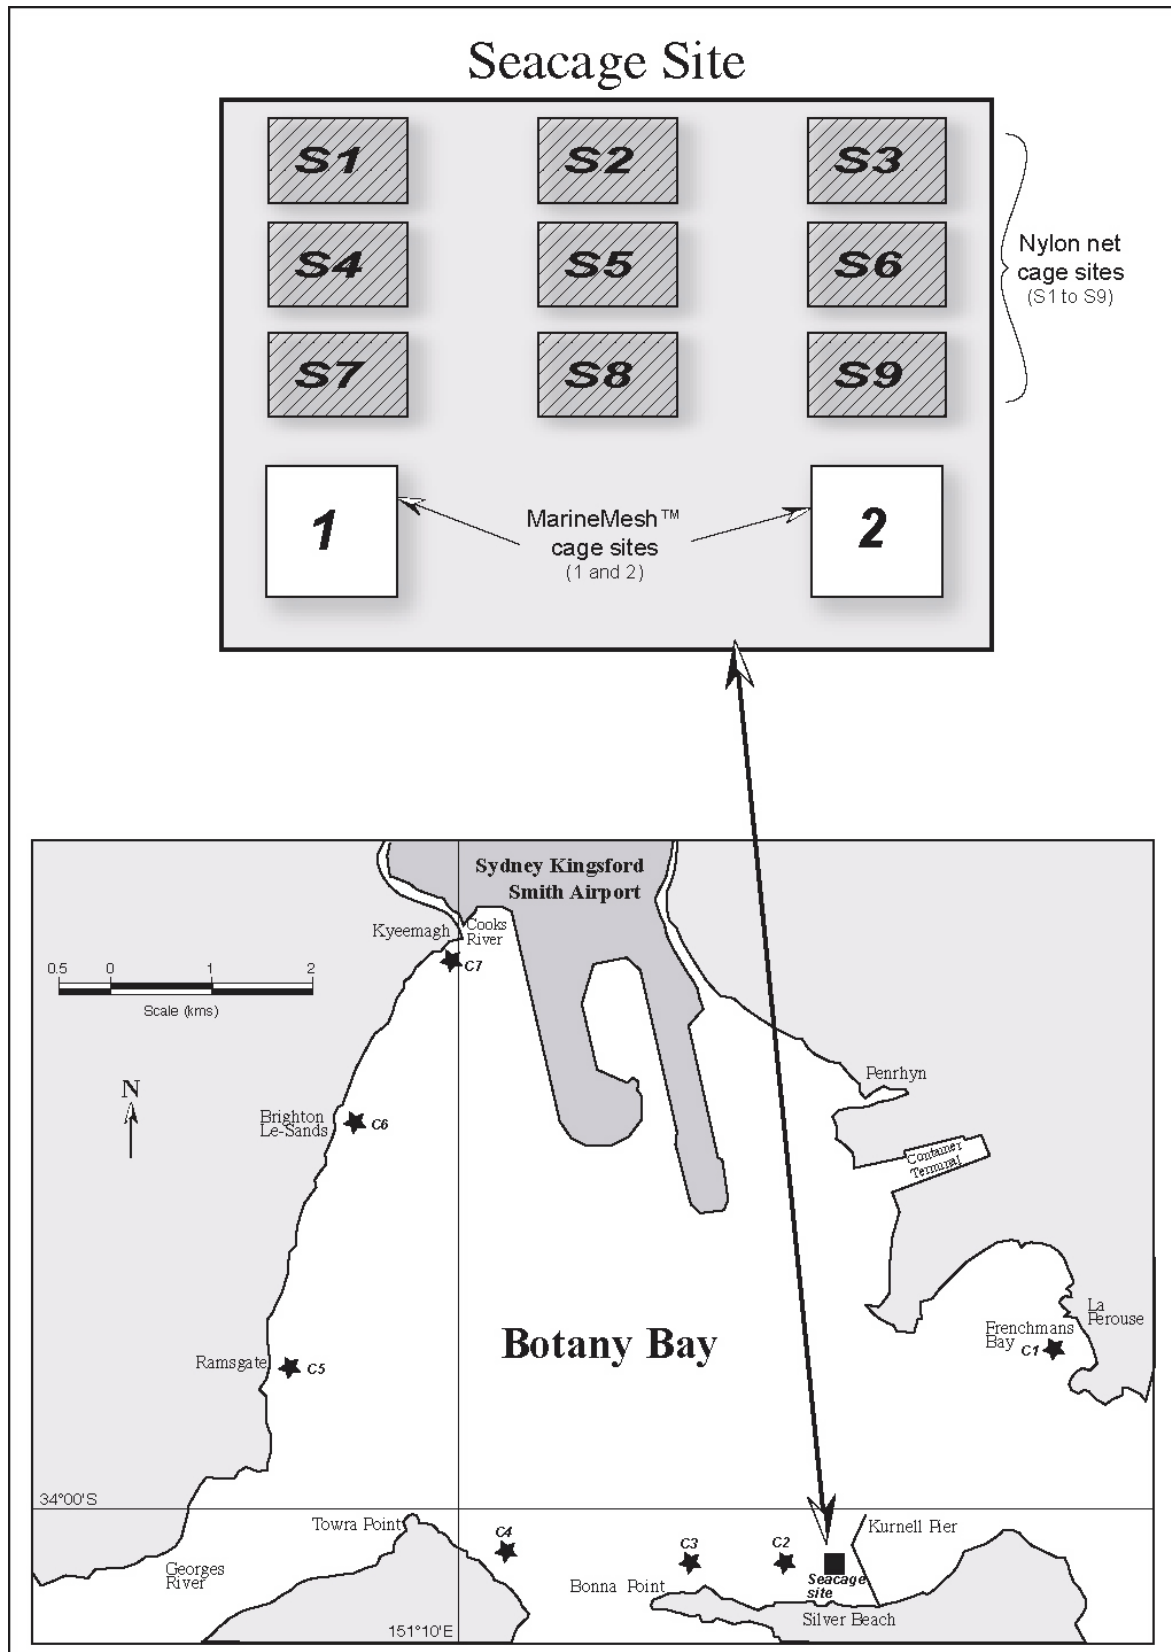 Seacage Site
S1
S2
S3
S4
S5
S6
S7
S8
S9
Nylon net
cage sites
(S1 to S9)
1
2
MarineMesh™
cage sites
(1 and 2)
Sydney Kingsford
Smith Airport
Kyeemagh
Cooks
River
C7
0.5 0 1 2
Scale (kms)
N
Brighton
Le-Sands
C6
Penrhyn
Container
Terminal
Botany Bay
La
Perouse
Frenchmans
Bay
C1
Ramsgate
C5
34°00'S
Towra Point
C4
C3
C2
Kurnell Pier
Georges
River
Bonna Point
Seacage
site
Silver Beach
151°10'E